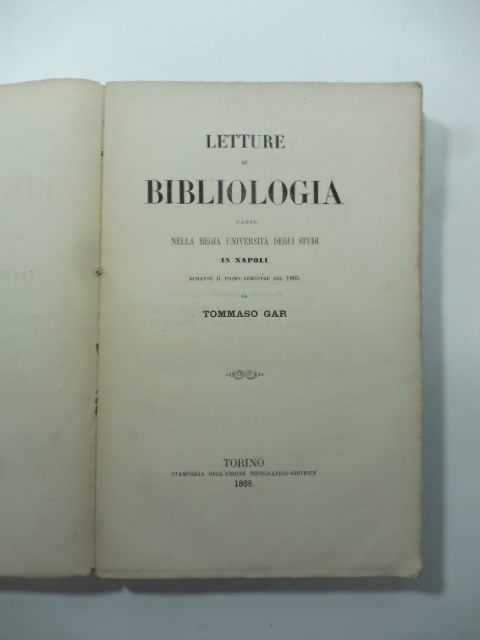 LETTURE
DI
BIBLIOLOGIA
FATTE
NELLA REGIA UNIVERSITÀ DEGLI STUDI
IN NAPOLI
DURANTE IL PRIMO SEMESTRE DEL 1865
DA
TOMMASO GAR
TORINO
STAMPERIA DELL'UNIONE TIPOGRAFICO-EDITRICE
1868.